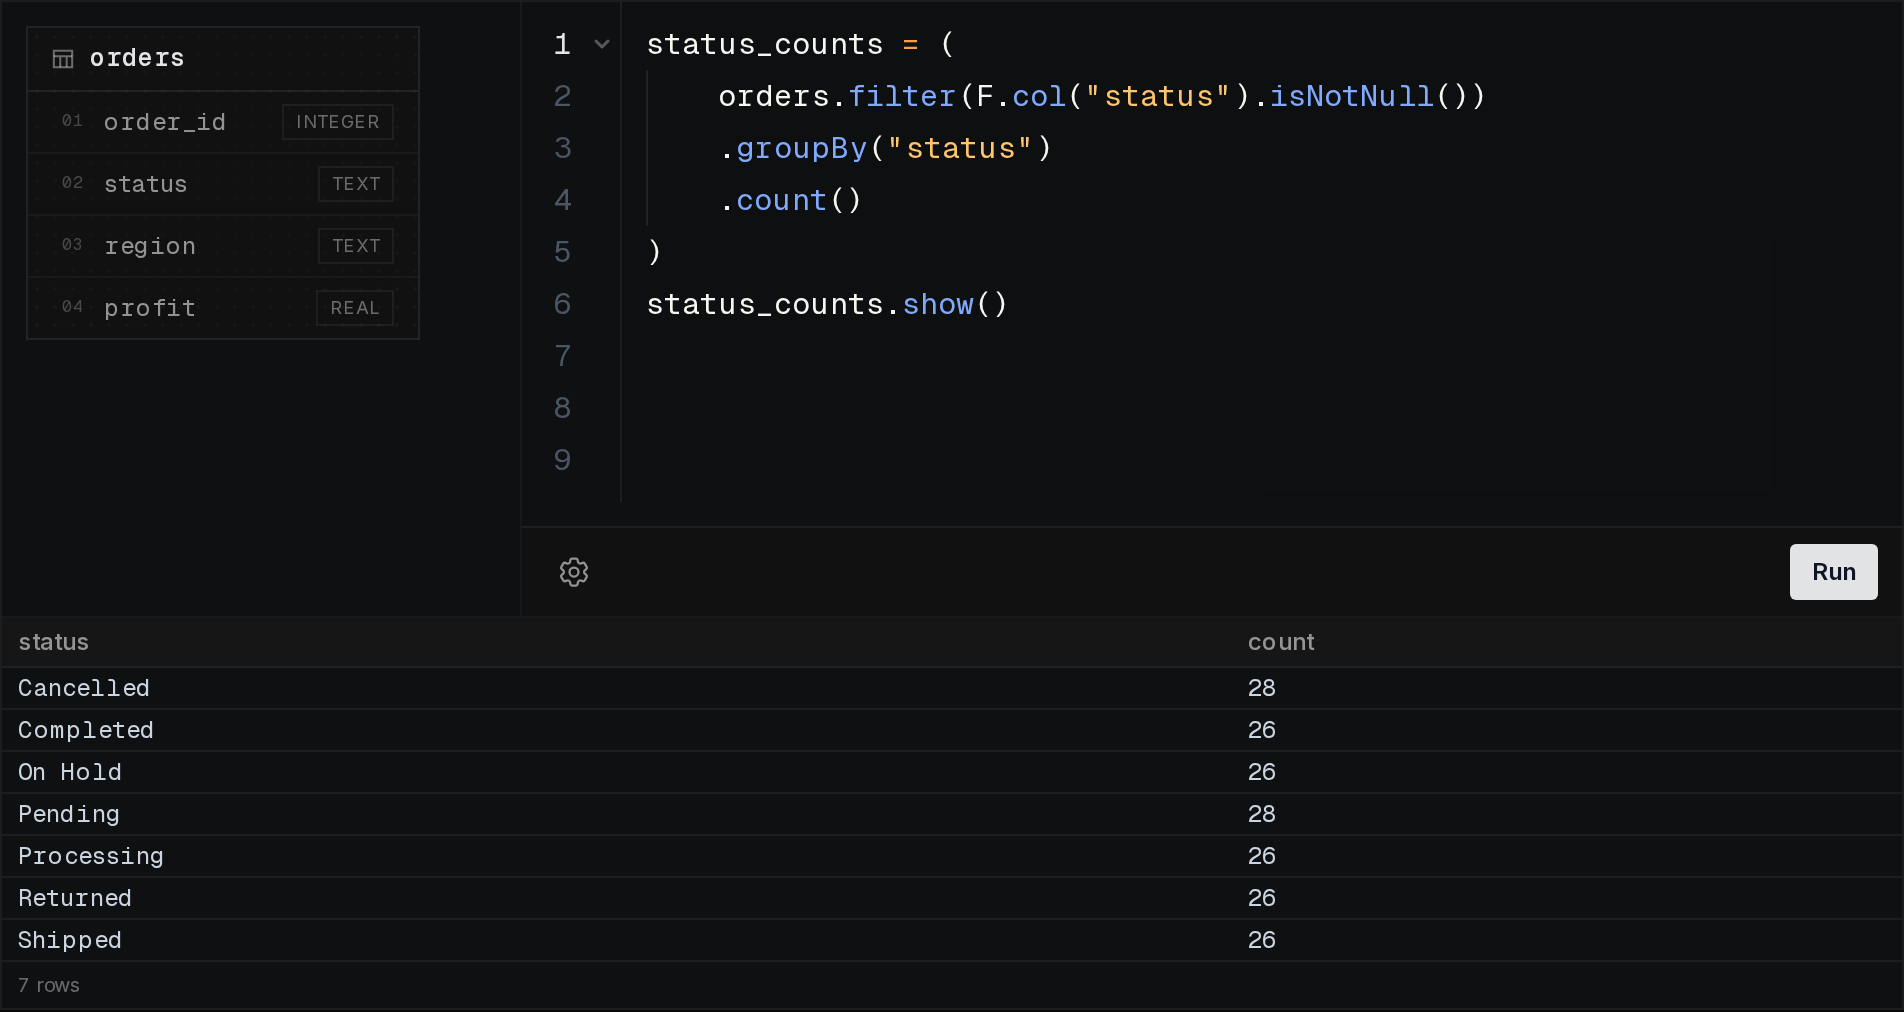 orders
01 order_id INTEGER
02 status TEXT
03 region TEXT
04 profit REAL
1 status_counts = (
2     orders.filter(F.col("status").isNotNull())
3     .groupBy("status")
4     .count()
5 )
6 status_counts.show()
7
8
9
Run
status count
Cancelled 28
Completed 26
On Hold 26
Pending 28
Processing 26
Returned 26
Shipped 26
7 rows